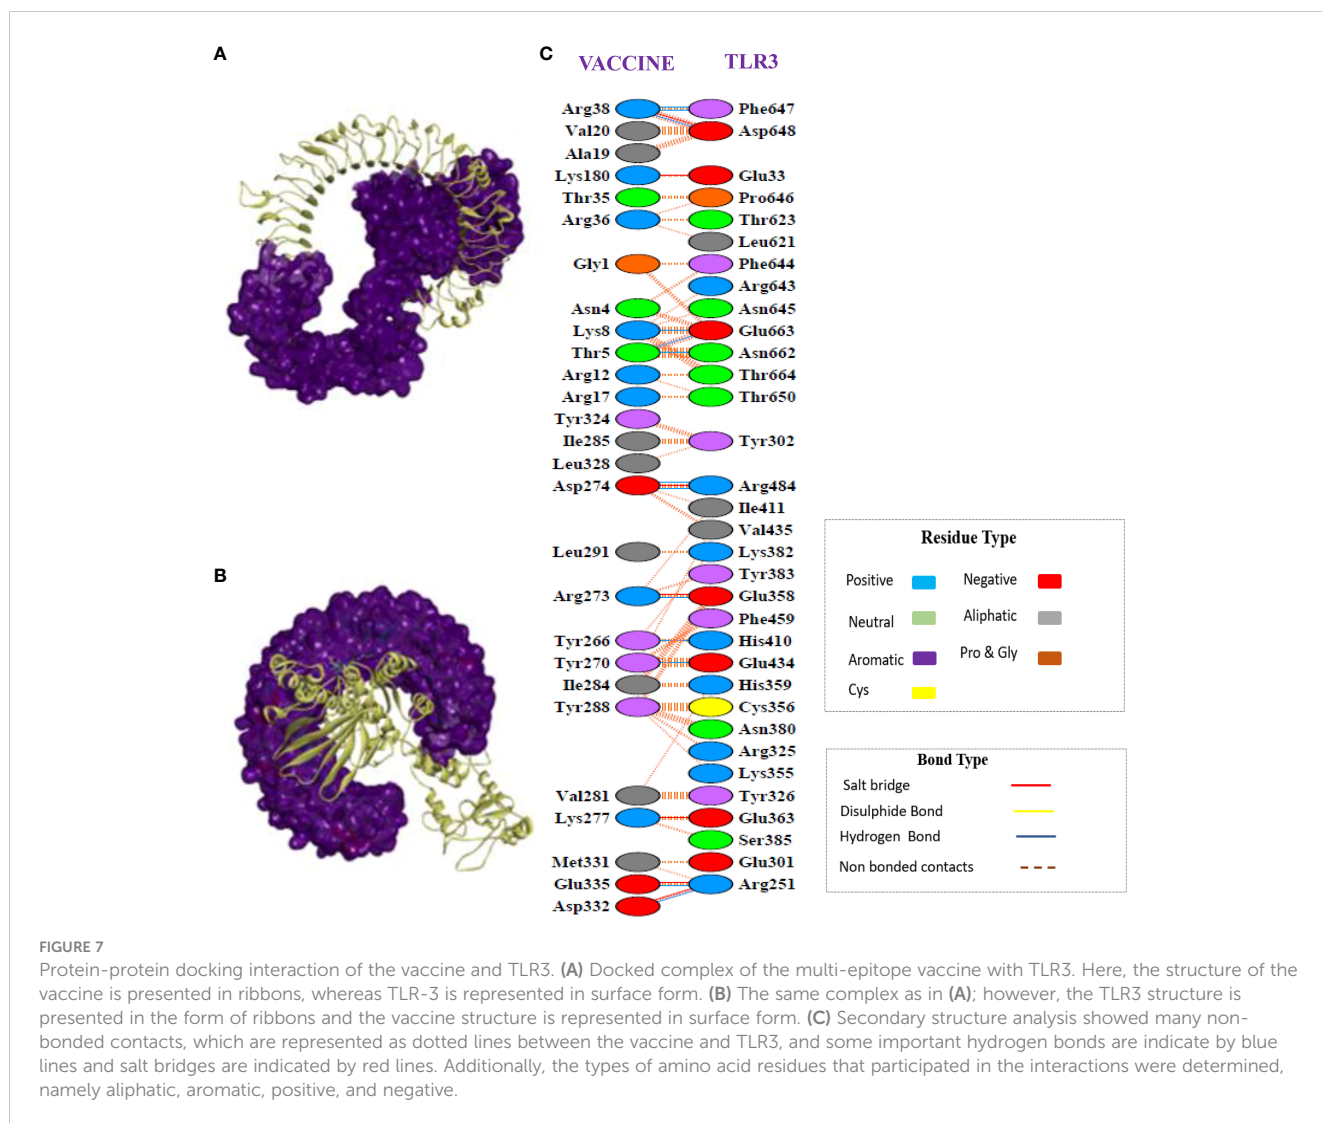 A
C
VACCINE TLR3
Arg38 Phe647
Val20 Asp648
Ala19
Lys180 Glu33
Thr35 Pro646
Arg36 Thr623
Leu621
Gly1 Phe644
Arg643
Asn4 Asn645
Lys8 Glu663
Thr5 Asn662
Arg12 Thr664
Arg17 Thr650
Tyr324
Ile285 Tyr302
Leu328
Asp274 Arg484
Ile411
Val435
Leu291 Lys382
Tyr383
Arg273 Glu358
Phe459
Tyr266 His410
Tyr270 Glu434
Ile284 His359
Tyr288 Cys356
Asn380
Arg325
Lys355
Val281 Tyr326
Lys277 Glu363
Ser385
Met331 Glu301
Glu335 Arg251
Asp332
B
Residue Type
Positive Negative
Neutral Aliphatic
Aromatic Pro & Gly
Cys
Bond Type
Salt bridge
Disulphide Bond
Hydrogen Bond
Non bonded contacts
FIGURE 7
Protein-protein docking interaction of the vaccine and TLR3. (A) Docked complex of the multi-epitope vaccine with TLR3. Here, the structure of the
vaccine is presented in ribbons, whereas TLR-3 is represented in surface form. (B) The same complex as in (A); however, the TLR3 structure is
presented in the form of ribbons and the vaccine structure is represented in surface form. (C) Secondary structure analysis showed many non-
bonded contacts, which are represented as dotted lines between the vaccine and TLR3, and some important hydrogen bonds are indicate by blue
lines and salt bridges are indicated by red lines. Additionally, the types of amino acid residues that participated in the interactions were determined,
namely aliphatic, aromatic, positive, and negative.